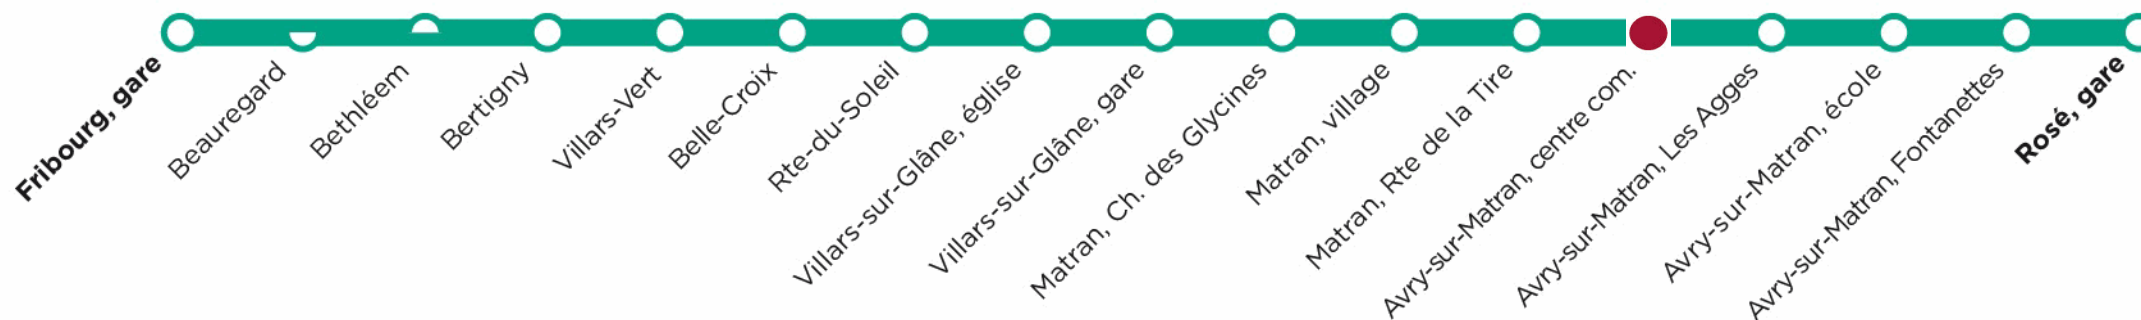 Fribourg, gare
Beauregard
Bethléem
Bertigny
Villars-Vert
Belle-Croix
Rte-du-Soleil
Villars-sur-Glâne, église
Villars-sur-Glâne, gare
Matran, Ch. des Glycines
Matran, village
Matran, Rte de la Tire
Avry-sur-Matran, centre com.
Avry-sur-Matran, Les Agges
Avry-sur-Matran, école
Avry-sur-Matran, Fontanettes
Rosé, gare